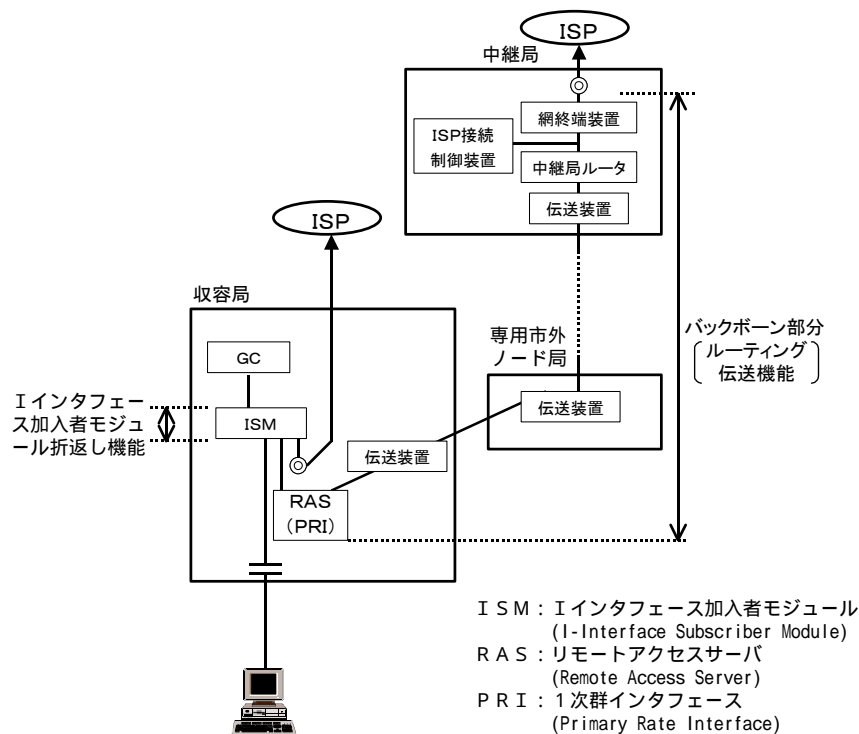 ISP
中継局
網終端装置
ISP接続
制御装置
中継局ルータ
伝送装置
ISP
収容局
専用市外
ノード局
バックボーン部分
ルーティング
伝送機能
GC
Ｉインタフェー
ス加入者モジュ
ール折返し機能
ISM
伝送装置
伝送装置
RAS
（PRI）
ＩＳＭ：Ｉインタフェース加入者モジュール
(I-Interface Subscriber Module)
ＲＡＳ：リモートアクセスサーバ
(Remote Access Server)
ＰＲＩ：１次群インタフェース
(Primary Rate Interface)